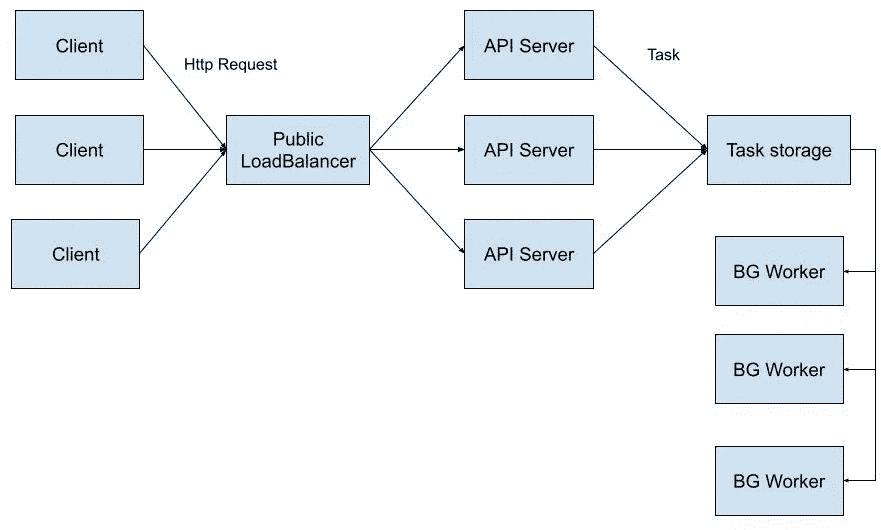 Client
Http Request
Client
Client
Public
LoadBalancer
API Server
API Server
API Server
Task
Task storage
BG Worker
BG Worker
BG Worker